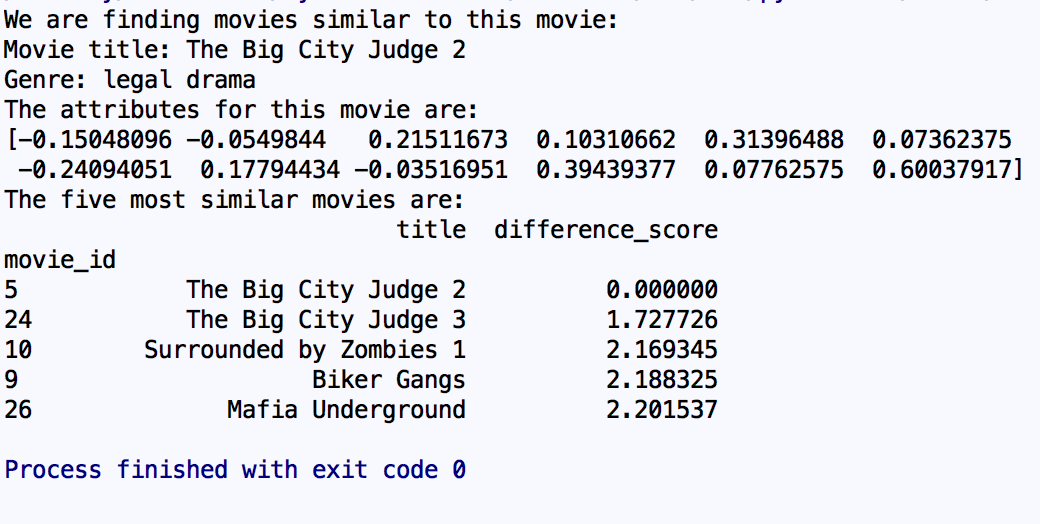 We are finding movies similar to this movie:
Movie title: The Big City Judge 2
Genre: legal drama
The attributes for this movie are:
[-0.15048096 -0.0549844   0.21511673  0.10310662  0.31396488  0.07362375
 -0.24094051  0.17794434 -0.03516951  0.39439377  0.07762575  0.60037917]
The five most similar movies are:
                            title  difference_score
movie_id
5            The Big City Judge 2          0.000000
24           The Big City Judge 3          1.727726
10        Surrounded by Zombies 1          2.169345
9                     Biker Gangs          2.188325
26              Mafia Underground          2.201537
Process finished with exit code 0